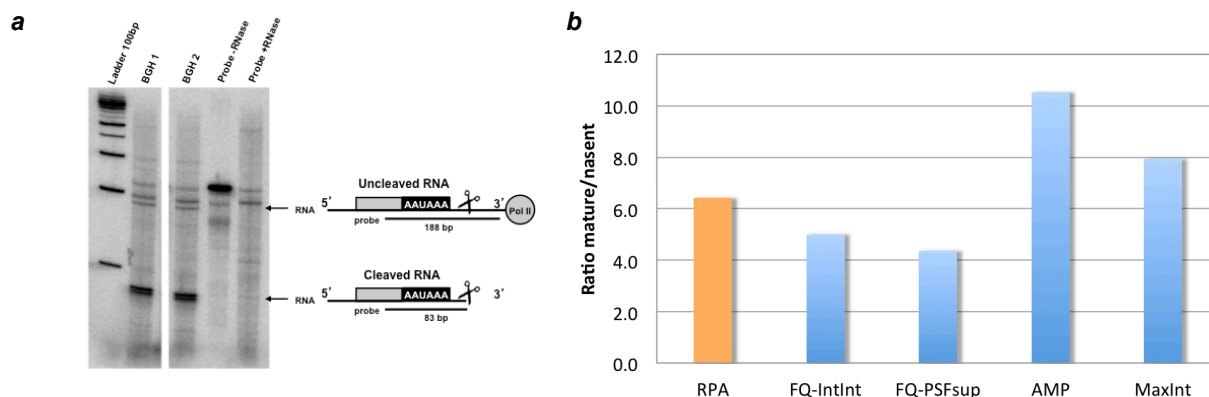 a
Ladder 100bp
BGH 1
BGH 2
Probe -RNase
Probe +RNase
Uncleaved RNA
RNA 5’ AAUAAA 3’ Pol II
probe
188 bp
Cleaved RNA
5’ AAUAAA 3’
RNA
probe
83 bp
b
Ratio mature/nasent
12.0
10.0
8.0
6.0
4.0
2.0
0.0
RPA FQ-IntInt FQ-PSFsup AMP MaxInt